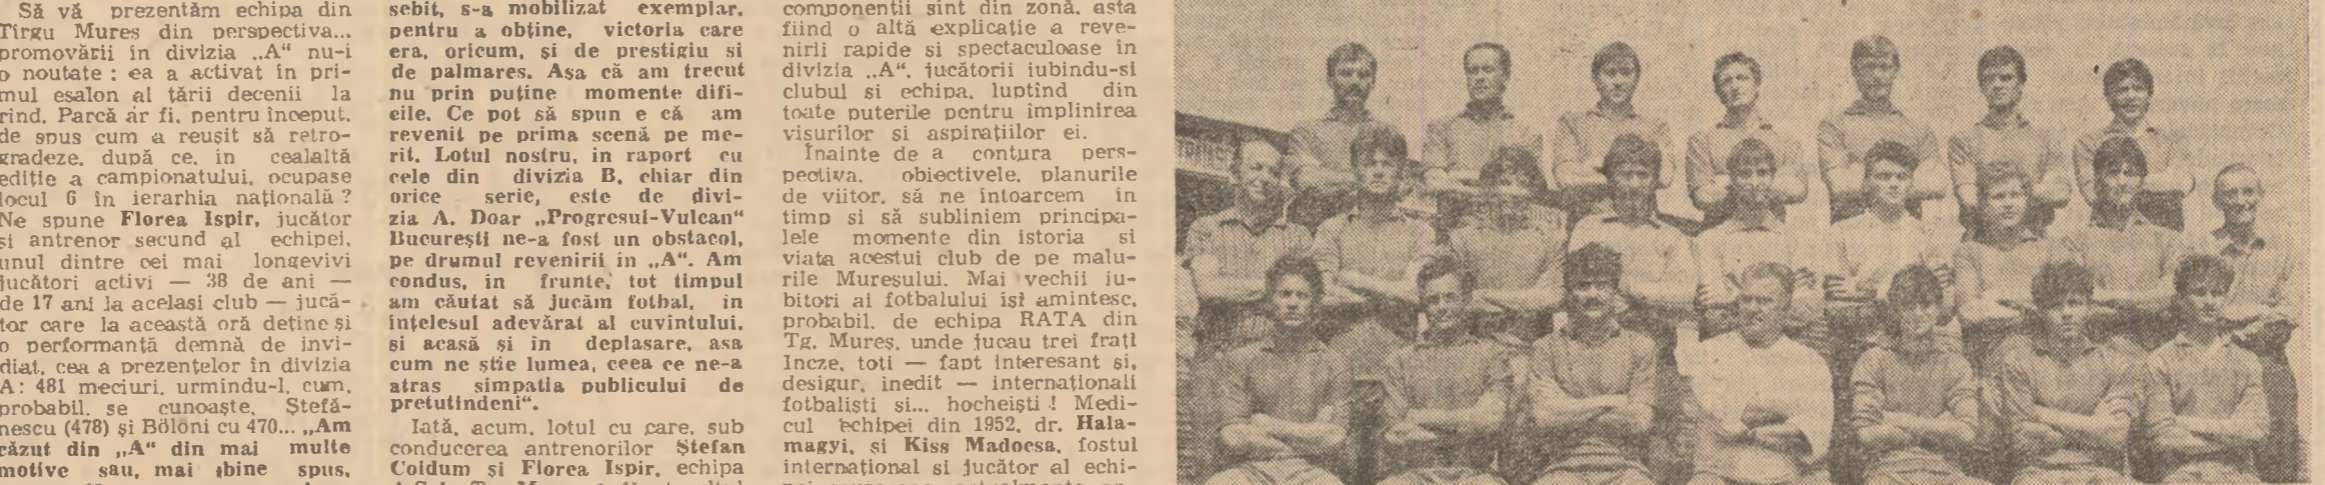 Să vă prezentăm echipa din
Tîrgu Mureș din perspectiva...
promovării în divizia „A“ nu-i
o noutate : ea a activat în pri-
mul eșalon al țării decenii la
rînd. Parcă ar fi, pentru început,
de spus cum a reușit să retro-
gradeze, după ce, în cealaltă
ediție a campionatului, ocupase
locul 6 în ierarhia națională ?
Ne spune Florea Ispir, jucător
și antrenor secund al echipei,
unul dintre cei mai longevivi
jucători activi — 38 de ani —
de 17 ani la același club — jucă-
tor care la această oră deține și
o performanță demnă de invi-
diat, cea a prezențelor în divizia
A: 481 meciuri, urmindu-l, cum,
probabil, se cunoaște, Ștefă-
nescu (478) și Bölöni cu 470... „Am
căzut din „A“ din mai multe
motive sau, mai bine spus,
sebit, s-a mobilizat exemplar,
pentru a obține, victoria care
era, oricum, și de prestigiu și
de palmares. Așa că am trecut
nu prin puține momente difi-
cile. Ce pot să spun e că am
revenit pe prima scenă pe me-
rit. Lotul nostru, în raport cu
cele din divizia B, chiar din
orice serie, este de divi-
zia A. Doar „Progresul-Vulcan“
București ne-a fost un obstacol,
pe drumul revenirii în „A“. Am
condus, în frunte, tot timpul
am căutat să jucăm fotbal, în
înțelesul adevărat al cuvîntului,
și acasă și în deplasare, așa
cum ne știe lumea, ceea ce ne-a
atras simpatia publicului de
pretutindeni“.
Iată, acum, lotul cu care, sub
conducerea antrenorilor Ștefan
Coidum și Florea Ispir, echipa
componenții sînt din zonă, asta
fiind o altă explicație a reve-
nirii rapide și spectaculoase în
divizia „A“, jucătorii iubindu-și
clubul și echipa, luptînd din
toate puterile pentru împlinirea
visurilor și aspirațiilor ei.
Înainte de a contura pers-
pectiva, obiectivele, planurile
de viitor, să ne întoarcem în
timp și să subliniem principa-
lele momente din istoria și
viața acestui club de pe malu-
rile Mureșului. Mai vechii iu-
bitori ai fotbalului își amintesc,
probabil, de echipa RATA din
Tg. Mureș, unde jucau trei frați
Incze, toți — fapt interesant și,
desigur, inedit — internaționali
fotbaliști și... hocheiști ! Medi-
cul echipei din 1952, dr. Hala-
magyi, și Kiss Madocsa, fostul
internațional și jucător al echi-